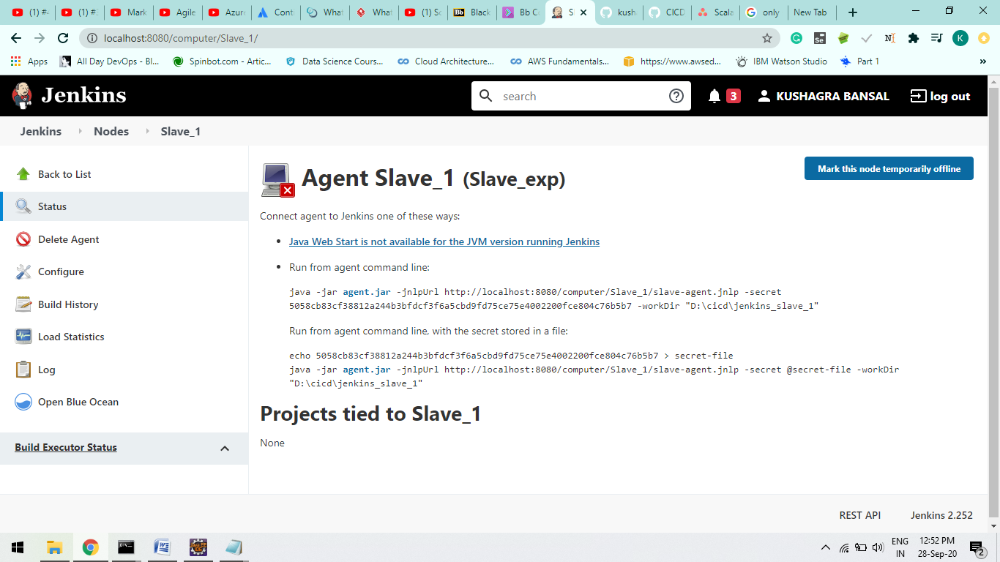 (1) #4
(1) #3
Mark
Agile
Azure
Conti
What
What
(1) Sc
Black
Bb Co
kush
CICD
Scala
only
New Tab
localhost:8080/computer/Slave_1/
Apps
All Day DevOps - Bl...
Spinbot.com - Artic...
Data Science Cours...
Cloud Architecture...
AWS Fundamentals...
https://www.awsed...
IBM Watson Studio
Part 1
Jenkins
search
3
KUSHAGRA BANSAL
log out
Jenkins
Nodes
Slave_1
Back to List
Status
Delete Agent
Configure
Build History
Load Statistics
Log
Open Blue Ocean
Build Executor Status
Agent Slave_1 (Slave_exp)
Mark this node temporarily offline
Connect agent to Jenkins one of these ways:
Java Web Start is not available for the JVM version running Jenkins
Run from agent command line:
java -jar agent.jar -jnlpUrl http://localhost:8080/computer/Slave_1/slave-agent.jnlp -secret
5058cb83cf38812a244b3bfdcf3f6a5cbd9fd75ce75e4002200fce804c76b5b7 -workDir "D:\cicd\jenkins_slave_1"
Run from agent command line, with the secret stored in a file:
echo 5058cb83cf38812a244b3bfdcf3f6a5cbd9fd75ce75e4002200fce804c76b5b7 > secret-file
java -jar agent.jar -jnlpUrl http://localhost:8080/computer/Slave_1/slave-agent.jnlp -secret @secret-file -workDir
"D:\cicd\jenkins_slave_1"
Projects tied to Slave_1
None
REST API
Jenkins 2.252
ENG
IN
12:52 PM
28-Sep-20
2